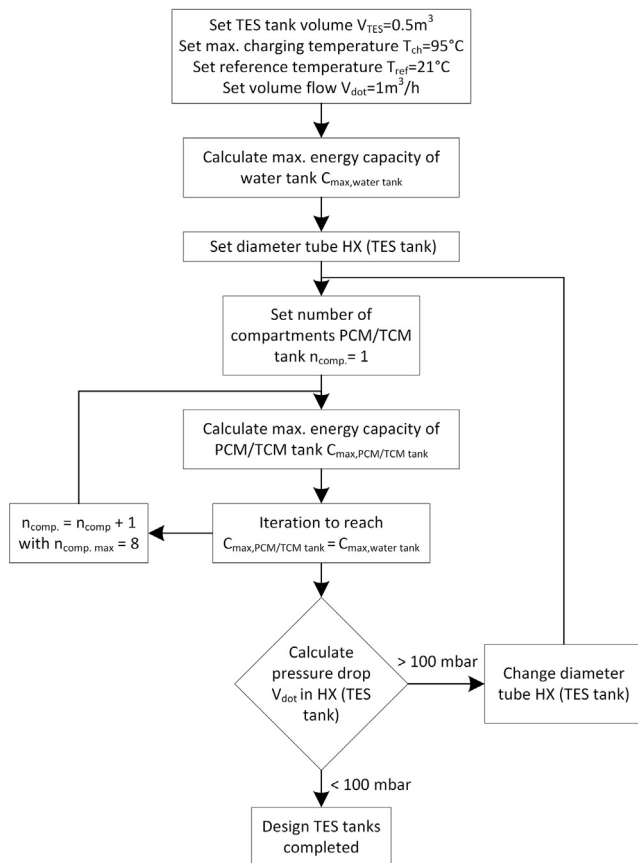 Set TES tank volume V_TES=0.5m³
Set max. charging temperature T_ch=95°C
Set reference temperature T_ref=21°C
Set volume flow V_dot=1m³/h
Calculate max. energy capacity of
water tank C_max,water tank
Set diameter tube HX (TES tank)
Set number of
compartments PCM/TCM
tank n_comp.= 1
Calculate max. energy capacity of
PCM/TCM tank C_max,PCM/TCM tank
n_comp. = n_comp + 1
with n_comp. max = 8
Iteration to reach
C_max,PCM/TCM tank = C_max,water tank
Calculate
pressure drop
V_dot in HX (TES
tank)
> 100 mbar
Change diameter
tube HX (TES tank)
< 100 mbar
Design TES tanks
completed